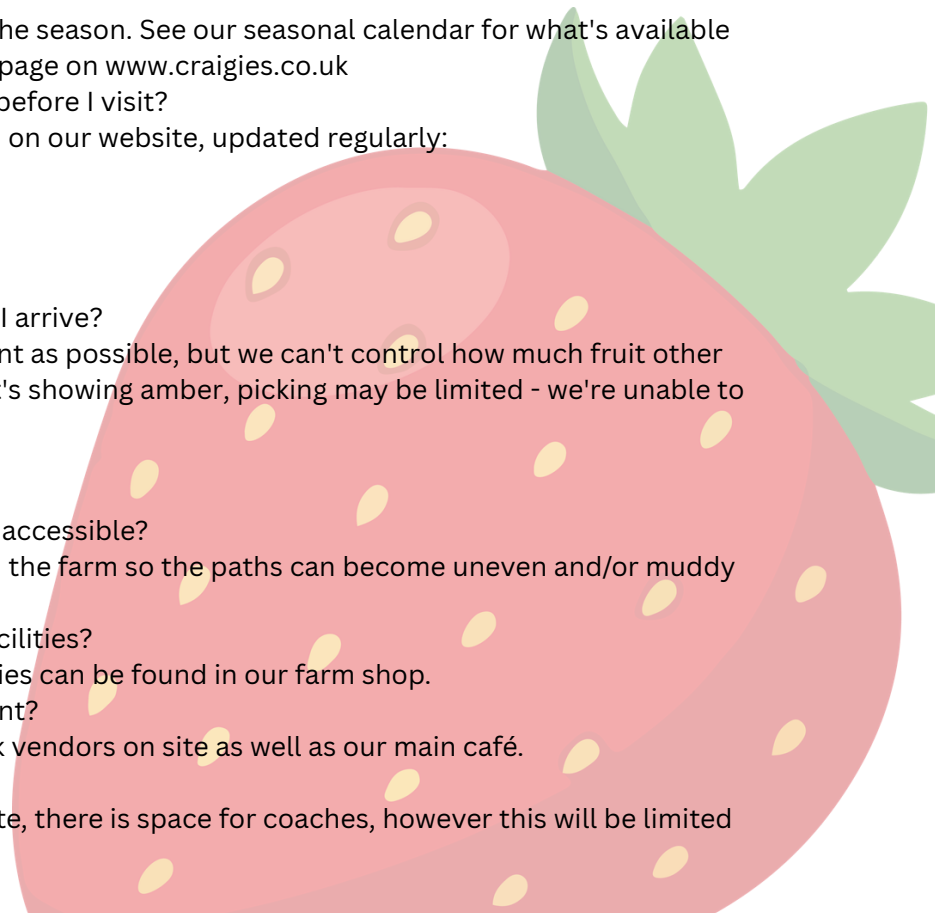 he season. See our seasonal calendar for what's available
page on www.craigies.co.uk
before I visit?
on our website, updated regularly:
I arrive?
nt as possible, but we can't control how much fruit other
t's showing amber, picking may be limited - we're unable to
accessible?
the farm so the paths can become uneven and/or muddy
cilities?
ies can be found in our farm shop.
nt?
k vendors on site as well as our main café.
te, there is space for coaches, however this will be limited